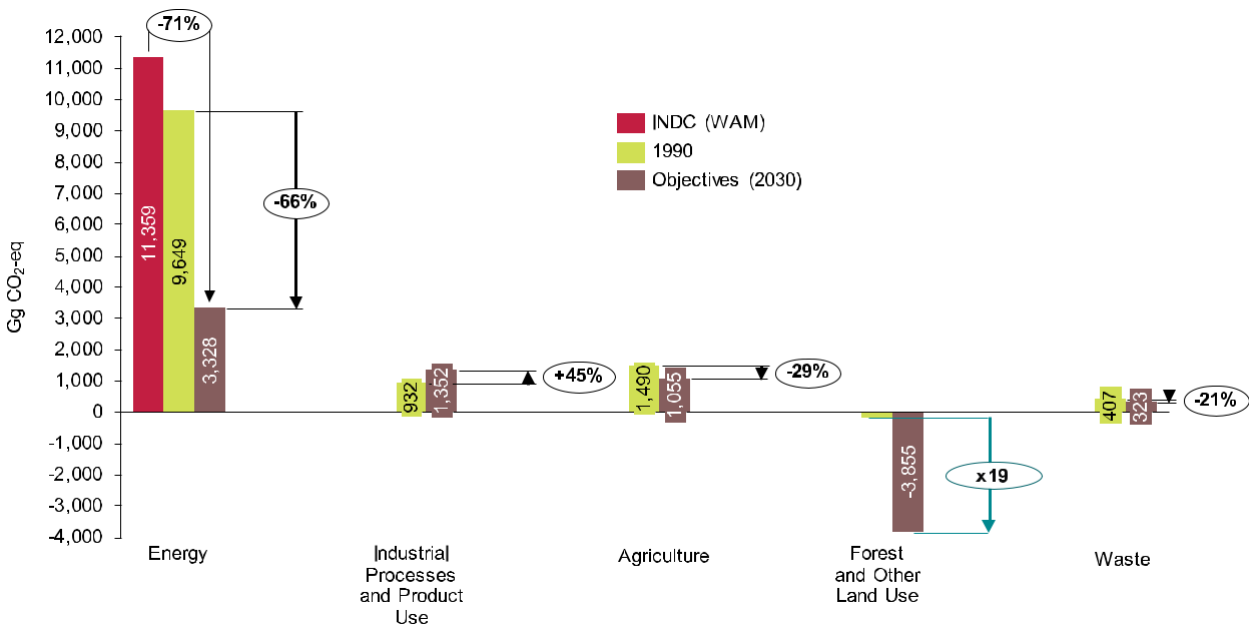 -71%
12,000
11,000
10,000
9,000
8,000
7,000
6,000
5,000
4,000
3,000
2,000
1,000
0
-1,000
-2,000
-3,000
-4,000
Gg CO₂-eq
INDC (WAM)
1990
Objectives (2030)
11,359
9,649
3,328
-66%
932
1,352
+45%
1,490
1,055
-29%
-3,855
x19
407
323
-21%
Energy
Industrial
Processes
and Product
Use
Agriculture
Forest
and Other
Land Use
Waste